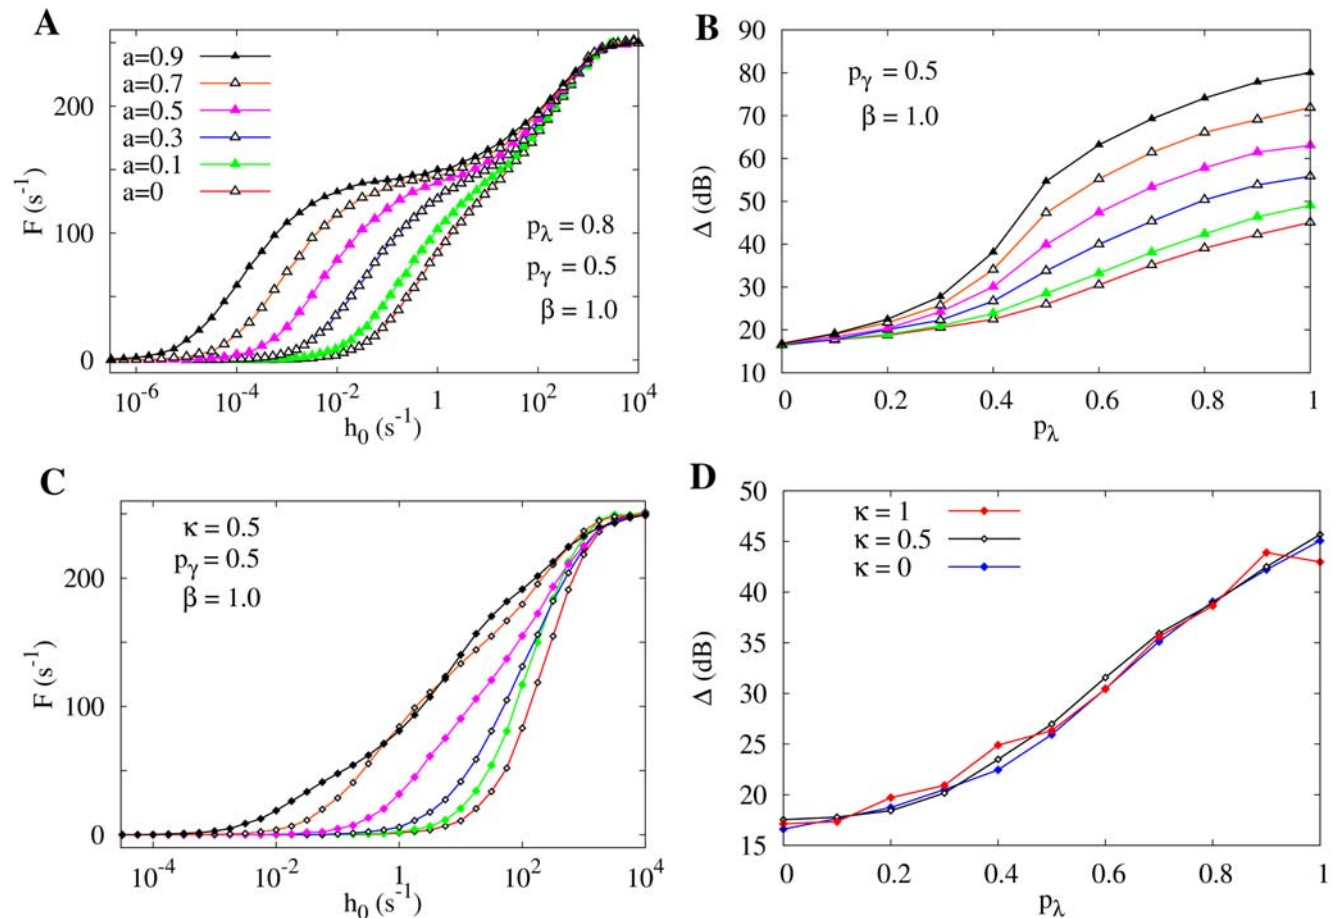 A
a=0.9
a=0.7
a=0.5
a=0.3
a=0.1
a=0
p_λ = 0.8
p_γ = 0.5
β = 1.0
200
100
0
F (s⁻¹)
10⁻⁶ 10⁻⁴ 10⁻² 1 10² 10⁴
h₀ (s⁻¹)
B
p_γ = 0.5
β = 1.0
90
80
70
60
50
40
30
20
10
Δ (dB)
0 0.2 0.4 0.6 0.8 1
p_λ
C
κ = 0.5
p_γ = 0.5
β = 1.0
200
100
0
F (s⁻¹)
10⁻⁴ 10⁻² 1 10² 10⁴
h₀ (s⁻¹)
D
κ = 1
κ = 0.5
κ = 0
50
45
40
35
30
25
20
15
Δ (dB)
0 0.2 0.4 0.6 0.8 1
p_λ